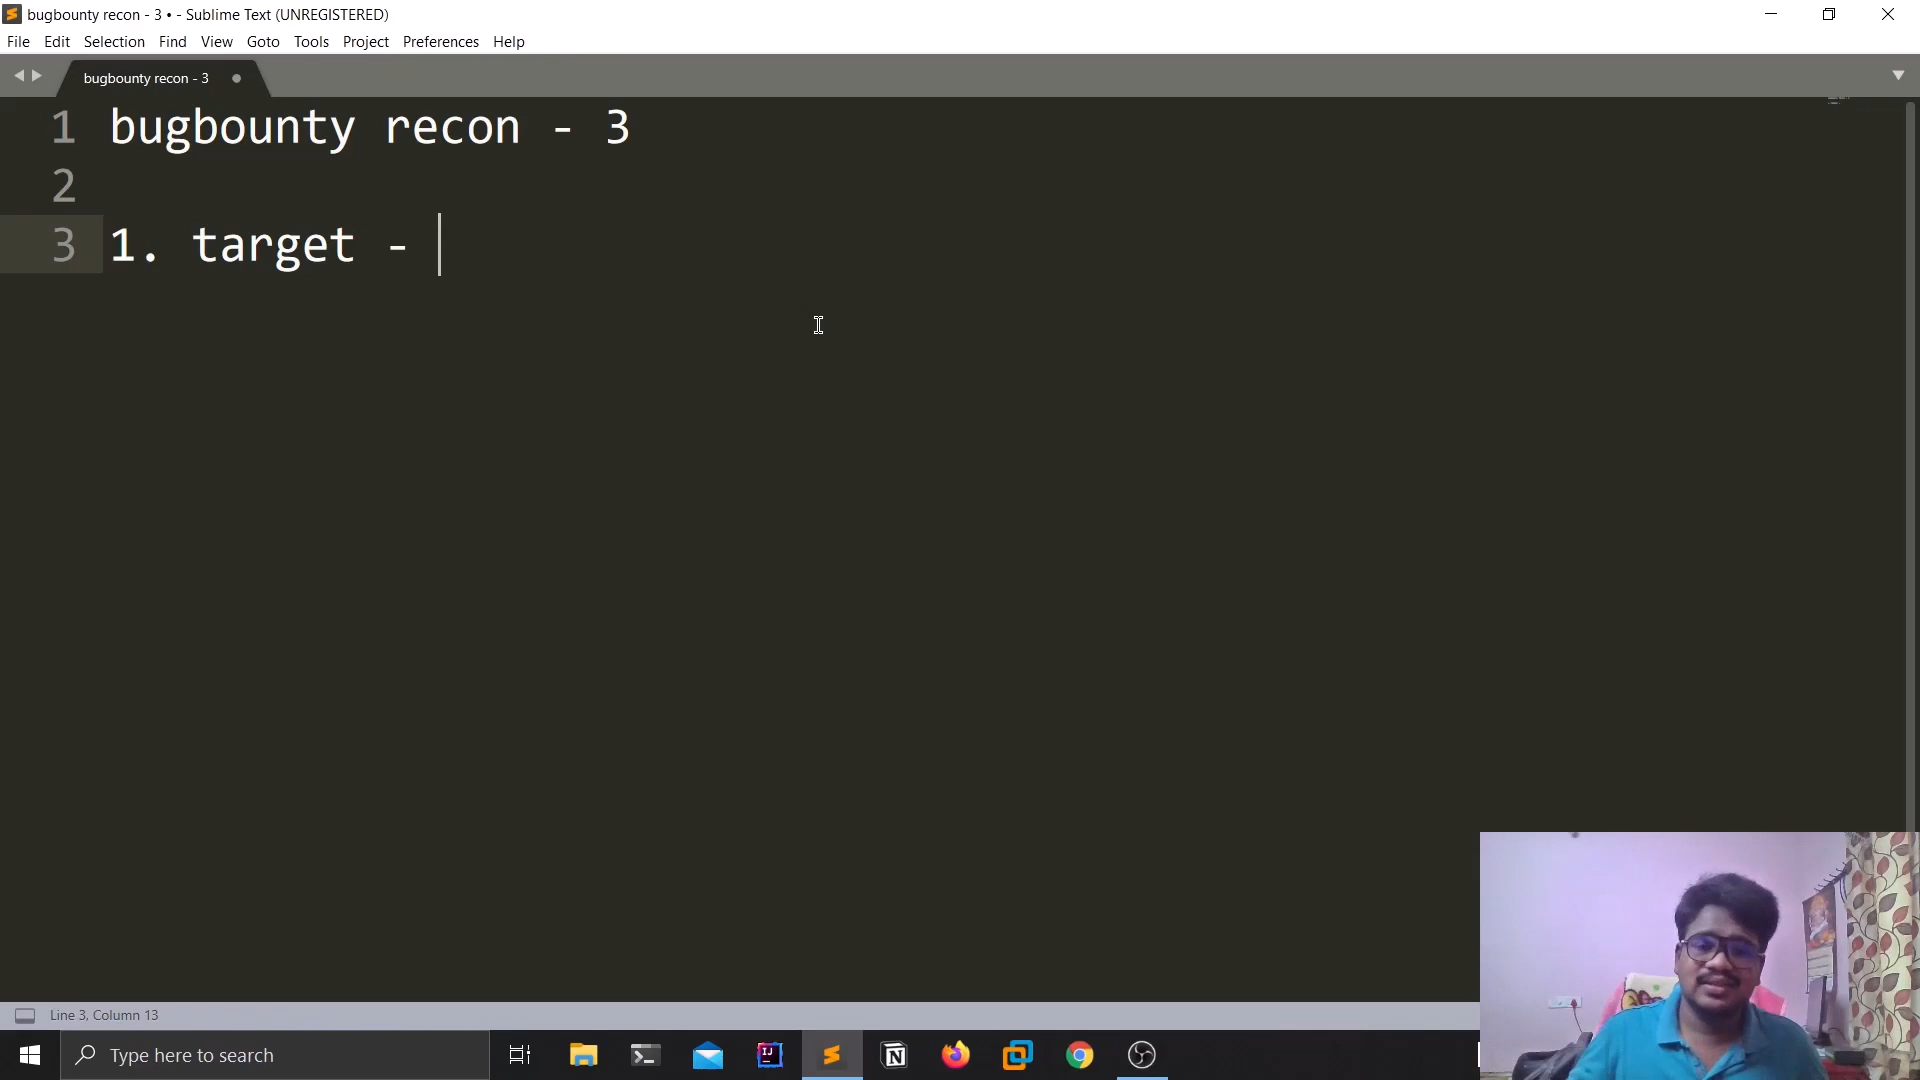 bugbounty recon - 3 • - Sublime Text (UNREGISTERED)
File Edit Selection Find View Goto Tools Project Preferences Help
bugbounty recon - 3
1 bugbounty recon - 3
2
3 1. target -
Line 3, Column 13
Type here to search